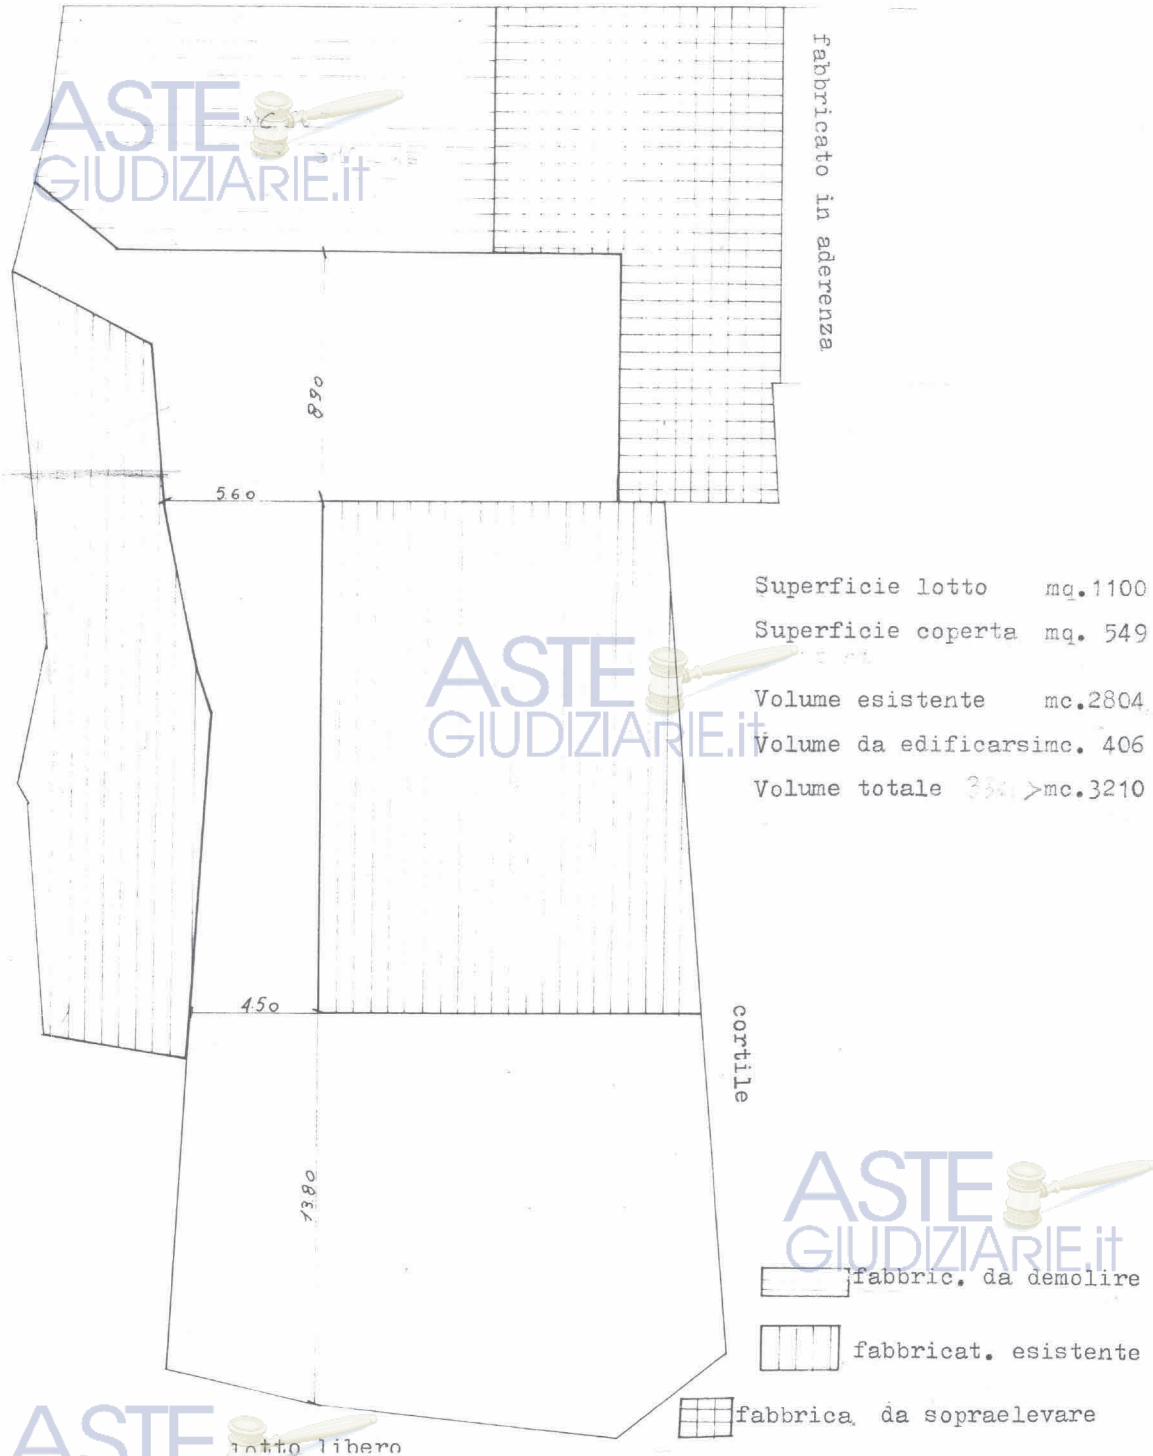 fabbricato in aderenza
ASTE
GIUDIZIARIE.it
890
560
Superficie lotto mq.1100
Superficie coperta mq. 549
ASTE
GIUDIZIARIE.it
Volume esistente mc.2804
Volume da edificarsimc. 406
Volume totale >mc.3210
450
cortile
1380
ASTE
GIUDIZIARIE.it
fabbric. da demolire
fabbricat. esistente
fabbrica. da sopraelevare
ASTE
lotto libero